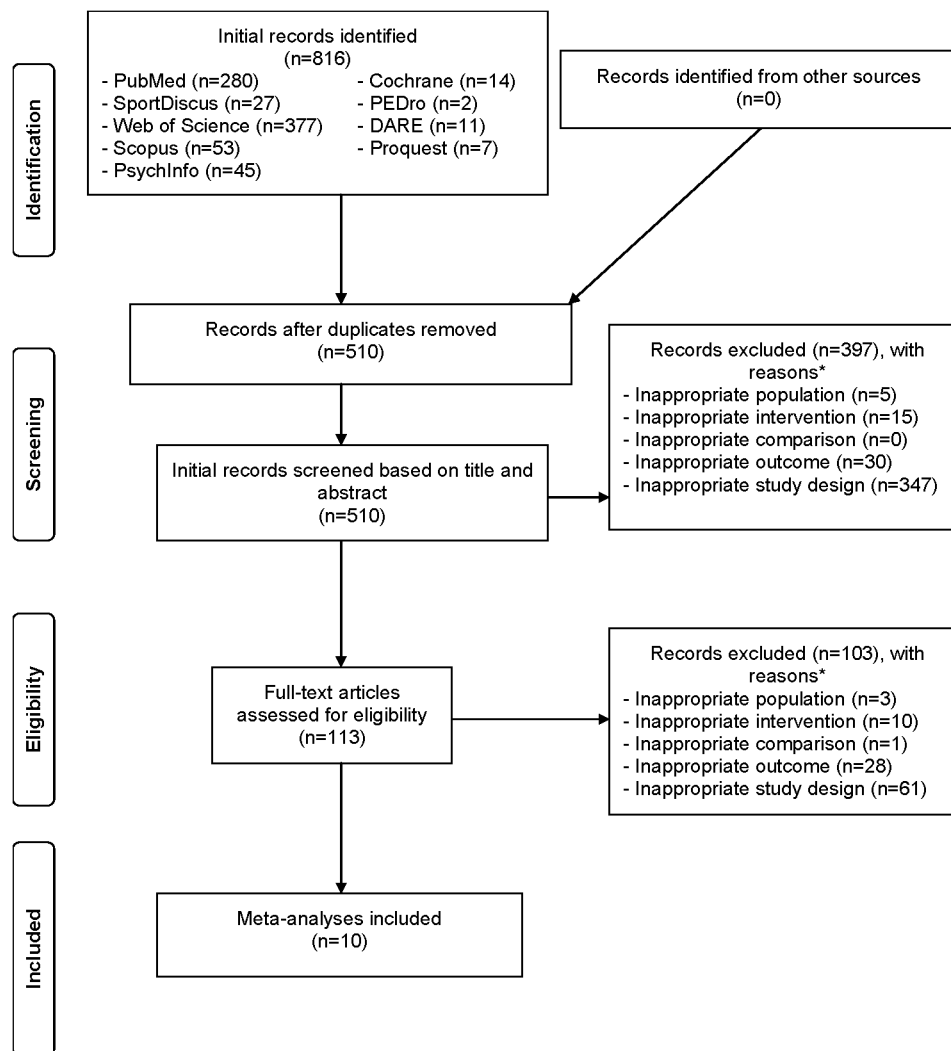 Initial records identified
(n=816)
- PubMed (n=280)
- SportDiscus (n=27)
- Web of Science (n=377)
- Scopus (n=53)
- PsychInfo (n=45)
- Cochrane (n=14)
- PEDro (n=2)
- DARE (n=11)
- Proquest (n=7)
Records identified from other sources
(n=0)
Identification
Records after duplicates removed
(n=510)
Screening
Initial records screened based on title and
abstract
(n=510)
Records excluded (n=397), with
reasons*
- Inappropriate population (n=5)
- Inappropriate intervention (n=15)
- Inappropriate comparison (n=0)
- Inappropriate outcome (n=30)
- Inappropriate study design (n=347)
Eligibility
Full-text articles
assessed for eligibility
(n=113)
Records excluded (n=103), with
reasons*
- Inappropriate population (n=3)
- Inappropriate intervention (n=10)
- Inappropriate comparison (n=1)
- Inappropriate outcome (n=28)
- Inappropriate study design (n=61)
Included
Meta-analyses included
(n=10)